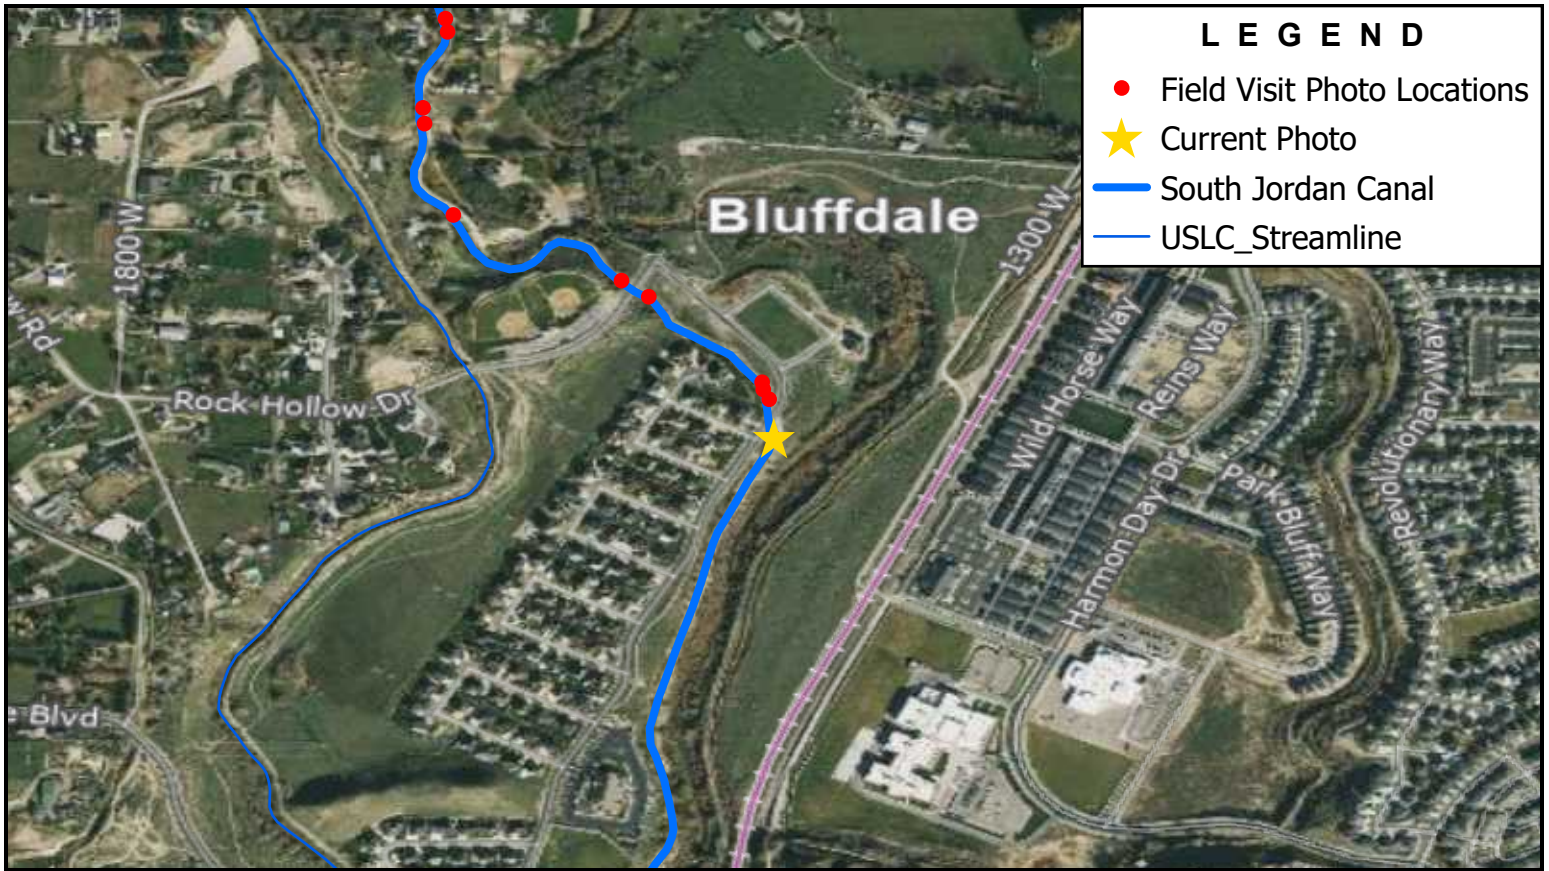 L E G E N D
Field Visit Photo Locations
Current Photo
South Jordan Canal
USLC_Streamline
Bluffdale
1300 W
1800 W
w Rd
Rock Hollow Dr
Wild Horse Way
Reins Way
Revolutionary Way
Harmon Day Dr
Park Bluff Way
e Blvd